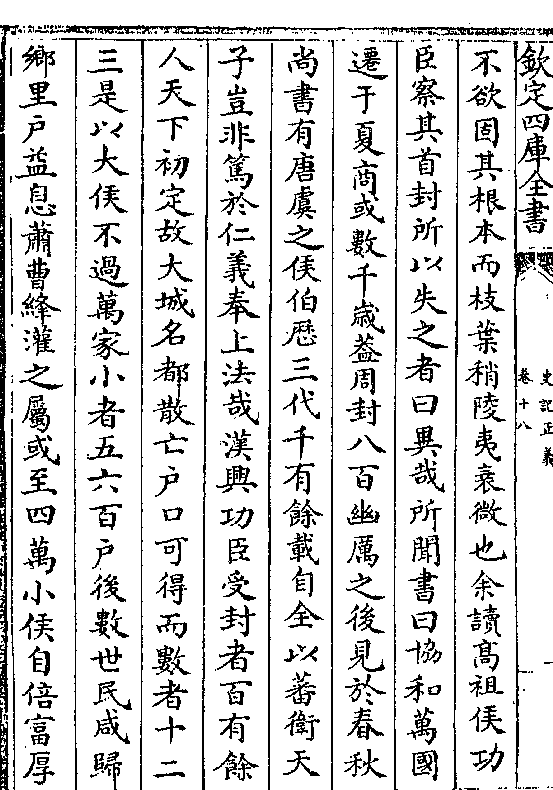 欽定四庫全書
史記正義
卷十八
一
不欲固其根本而枝葉稍陵夷衰微也余讀髙祖侯功
臣察其首封所以失之者曰異哉所聞書曰協和萬國
遷于夏商或數千嵗葢周封八百幽厲之後見於春秋
尚書有唐虞之侯伯歴三代千有餘載自全以蕃衛天
子豈非篤於仁義奉上法哉漢興功臣受封者百有餘
人天下初定故大城名都散亡户口可得而數者十二
三是以大侯不過萬家小者五六百户後數世民咸歸
鄉里户益息蕭曹絳灌之屬或至四萬小侯自倍富厚